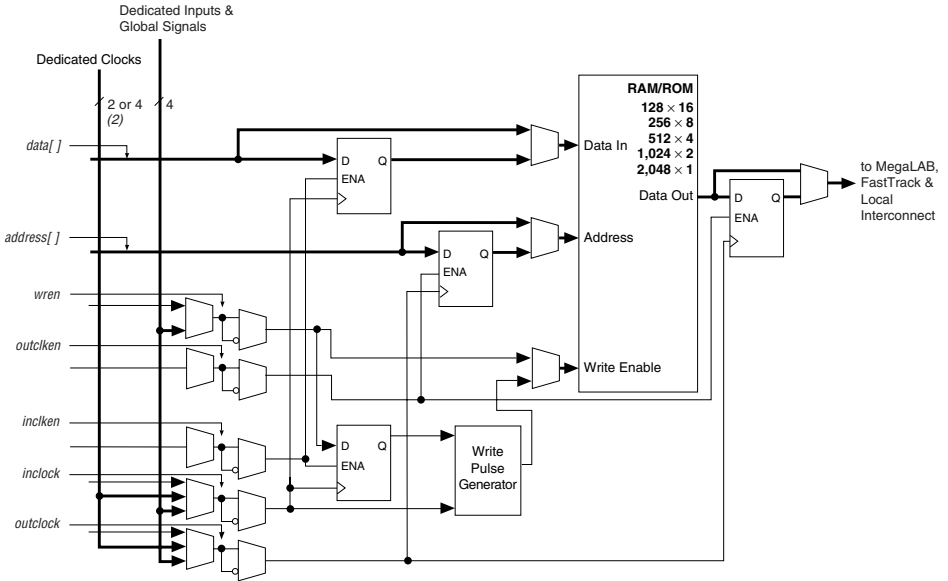 Dedicated Inputs &
Global Signals
Dedicated Clocks
2 or 4
(2)
4
data[ ]
address[ ]
wren
outclken
inclken
inclock
outclock
D Q
ENA
D Q
ENA
D Q
ENA
Write
Pulse
Generator
RAM/ROM
128 × 16
256 × 8
512 × 4
1,024 × 2
2,048 × 1
Data In
Data Out
Address
Write Enable
D Q
ENA
to MegaLAB,
FastTrack &
Local
Interconnect